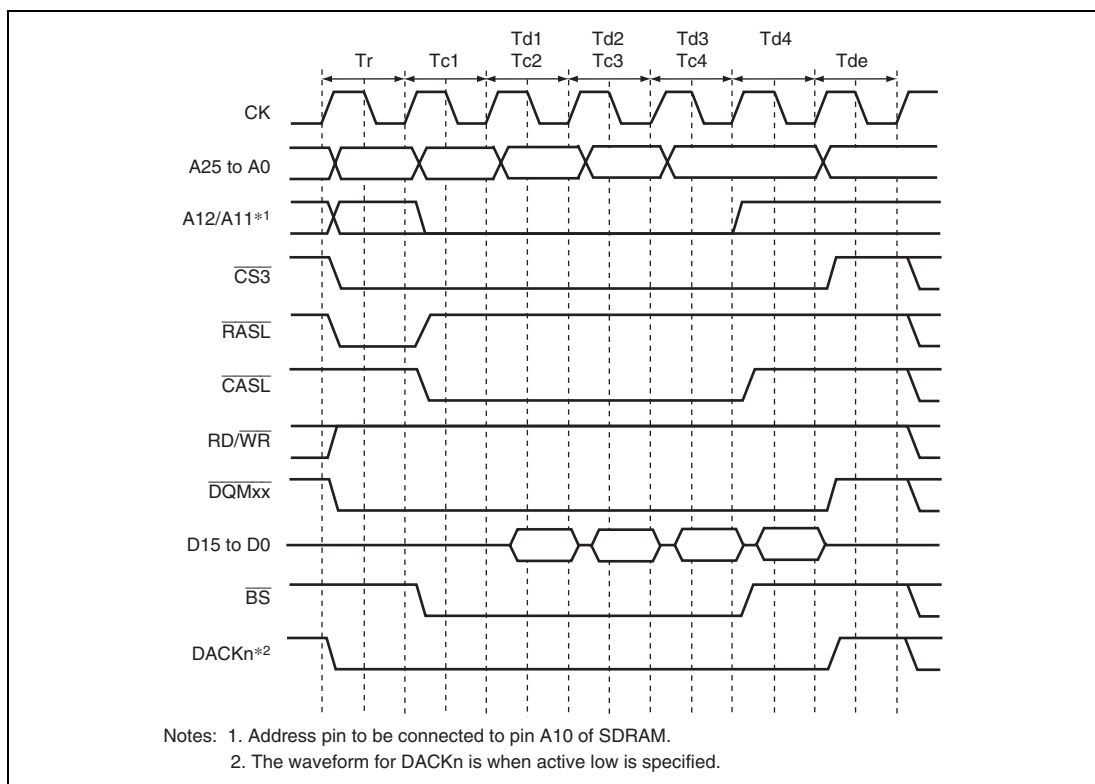 Td1 Td2 Td3 Td4
Tr Tc1 Tc2 Tc3 Tc4 Tde
CK
A25 to A0
A12/A11*1
CS3
RASL
CASL
RD/WR
DQMxx
D15 to D0
BS
DACKn*2
Notes: 1. Address pin to be connected to pin A10 of SDRAM.
2. The waveform for DACKn is when active low is specified.